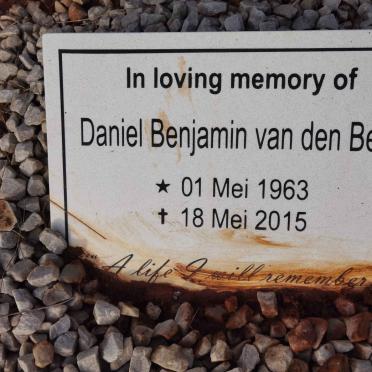 In loving memory of
Daniel Benjamin van den Be
★ 01 Mei 1963
✝ 18 Mei 2015
"A life I will remember